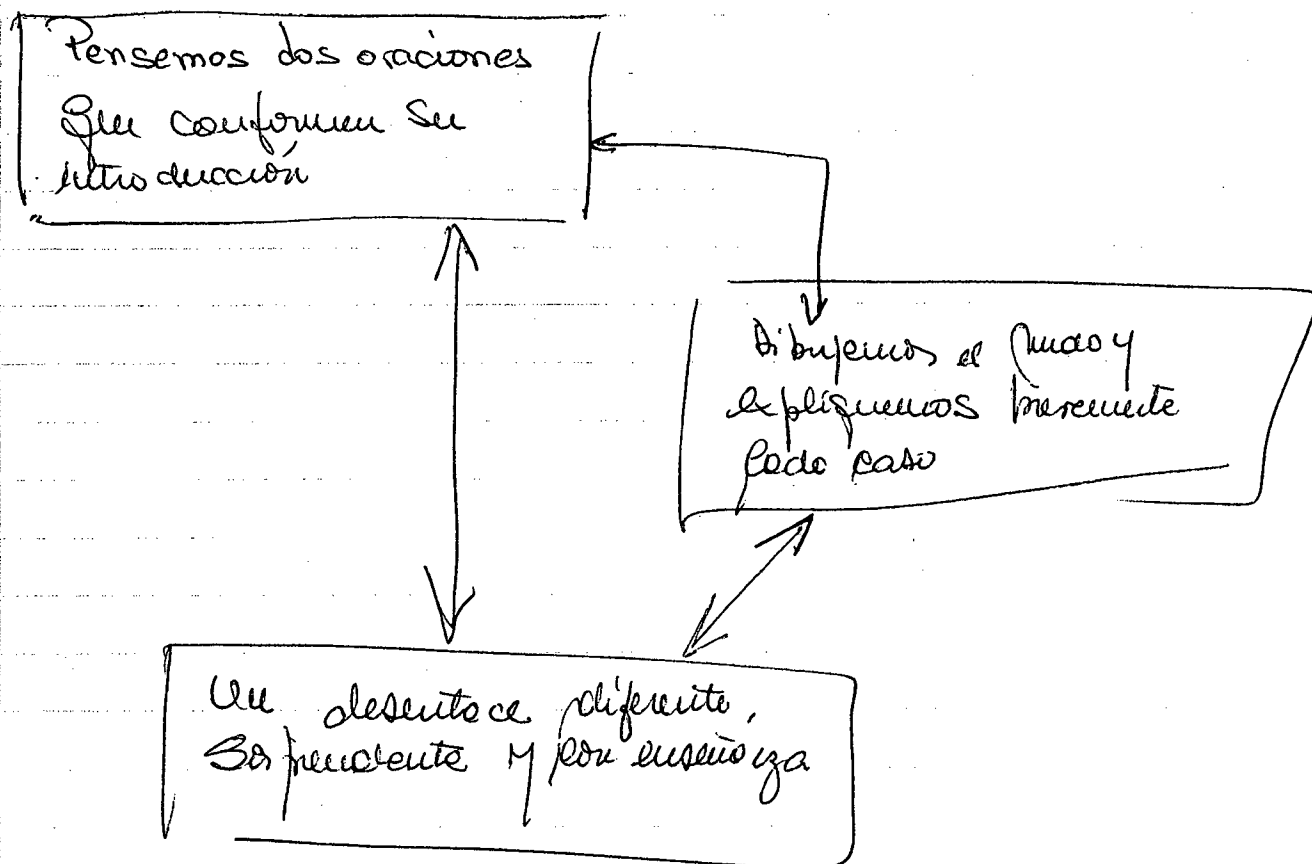 Pensemos dos oraciones
que conformen su
introducción
Dibujemos el nudo y
expliquemos brevemente
cada caso
Un desenlace diferente,
sorprendente y con enseñanza